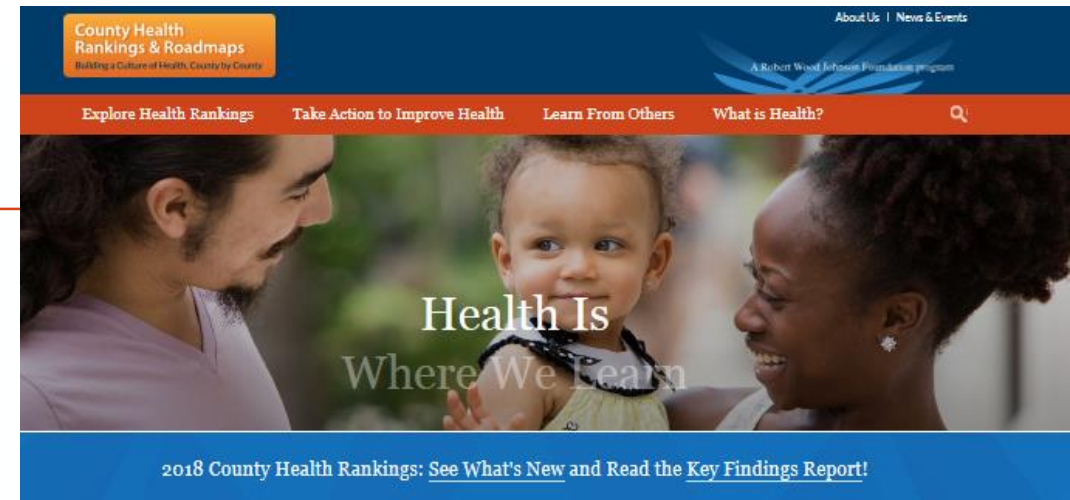 About Us | News & Events
County Health
Rankings & Roadmaps
Building a Culture of Health, County by County
A Robert Wood Johnson Foundation program
Explore Health Rankings Take Action to Improve Health Learn From Others What is Health?
Health Is
Where We Learn
2018 County Health Rankings: See What's New and Read the Key Findings Report!